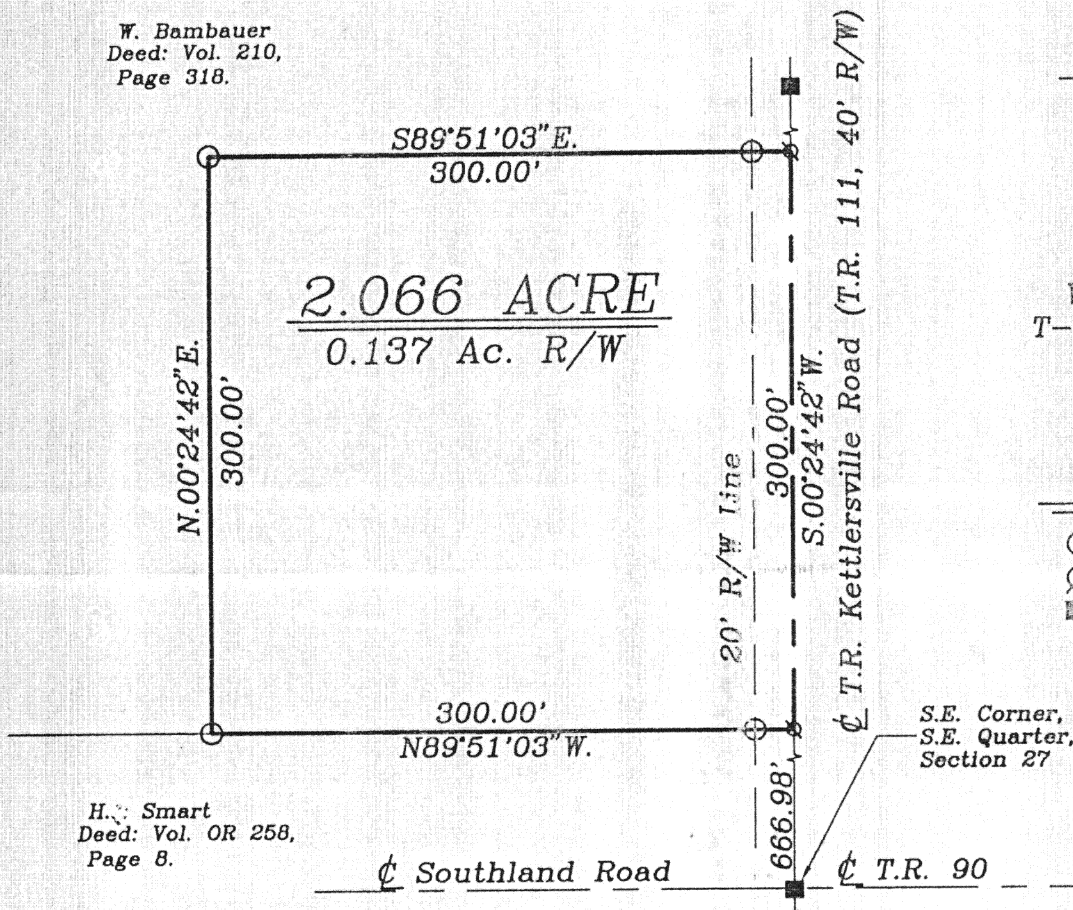 W. Bambauer
Deed: Vol. 210,
Page 318.
S89°51'03"E.
300.00'
2.066 ACRE
0.137 Ac. R/W
N.00°24'42"E.
300.00'
20' R/W Line
300.00'
S.00°24'42"W.
℄ T.R. Kettlersville Road (T.R. 111, 40' R/W)
T-
300.00'
N89°51'03"W.
666.98'
S.E. Corner,
S.E. Quarter,
Section 27
H. Smart
Deed: Vol. OR 258,
Page 8.
℄ Southland Road
℄ T.R. 90